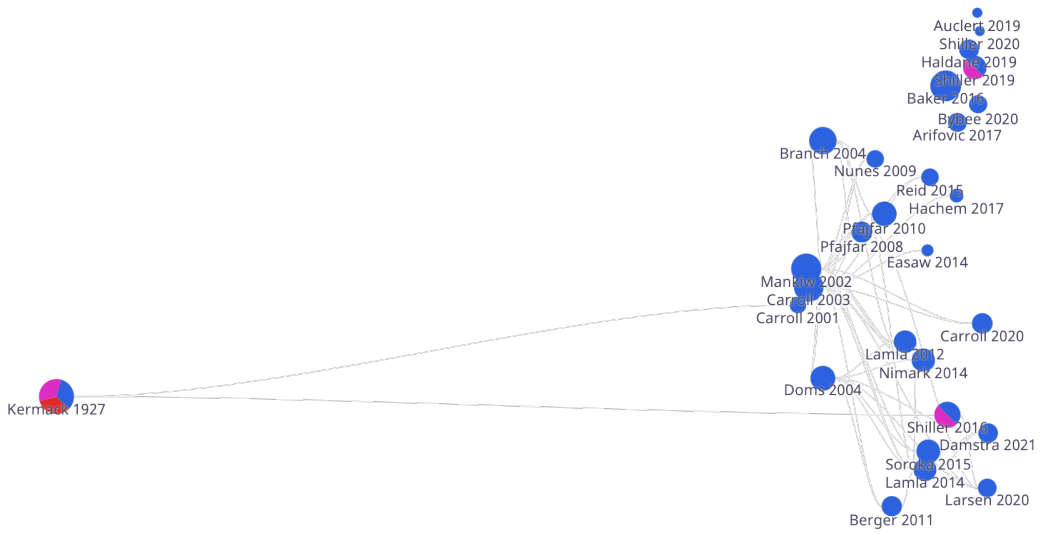 Auclert 2019
Shiller 2020
Haldane 2019
Shiller 2019
Baker 2016
Bybee 2020
Arifovic 2017
Branch 2004
Nunes 2009
Reid 2015
Hachem 2017
Pfajfar 2010
Pfajfar 2008
Easaw 2014
Mankiw 2002
Carroll 2003
Carroll 2001
Carroll 2020
Lamla 2012
Nimark 2014
Doms 2004
Kermack 1927
Shiller 2016
Damstra 2021
Soroka 2015
Lamla 2014
Larsen 2020
Berger 2011